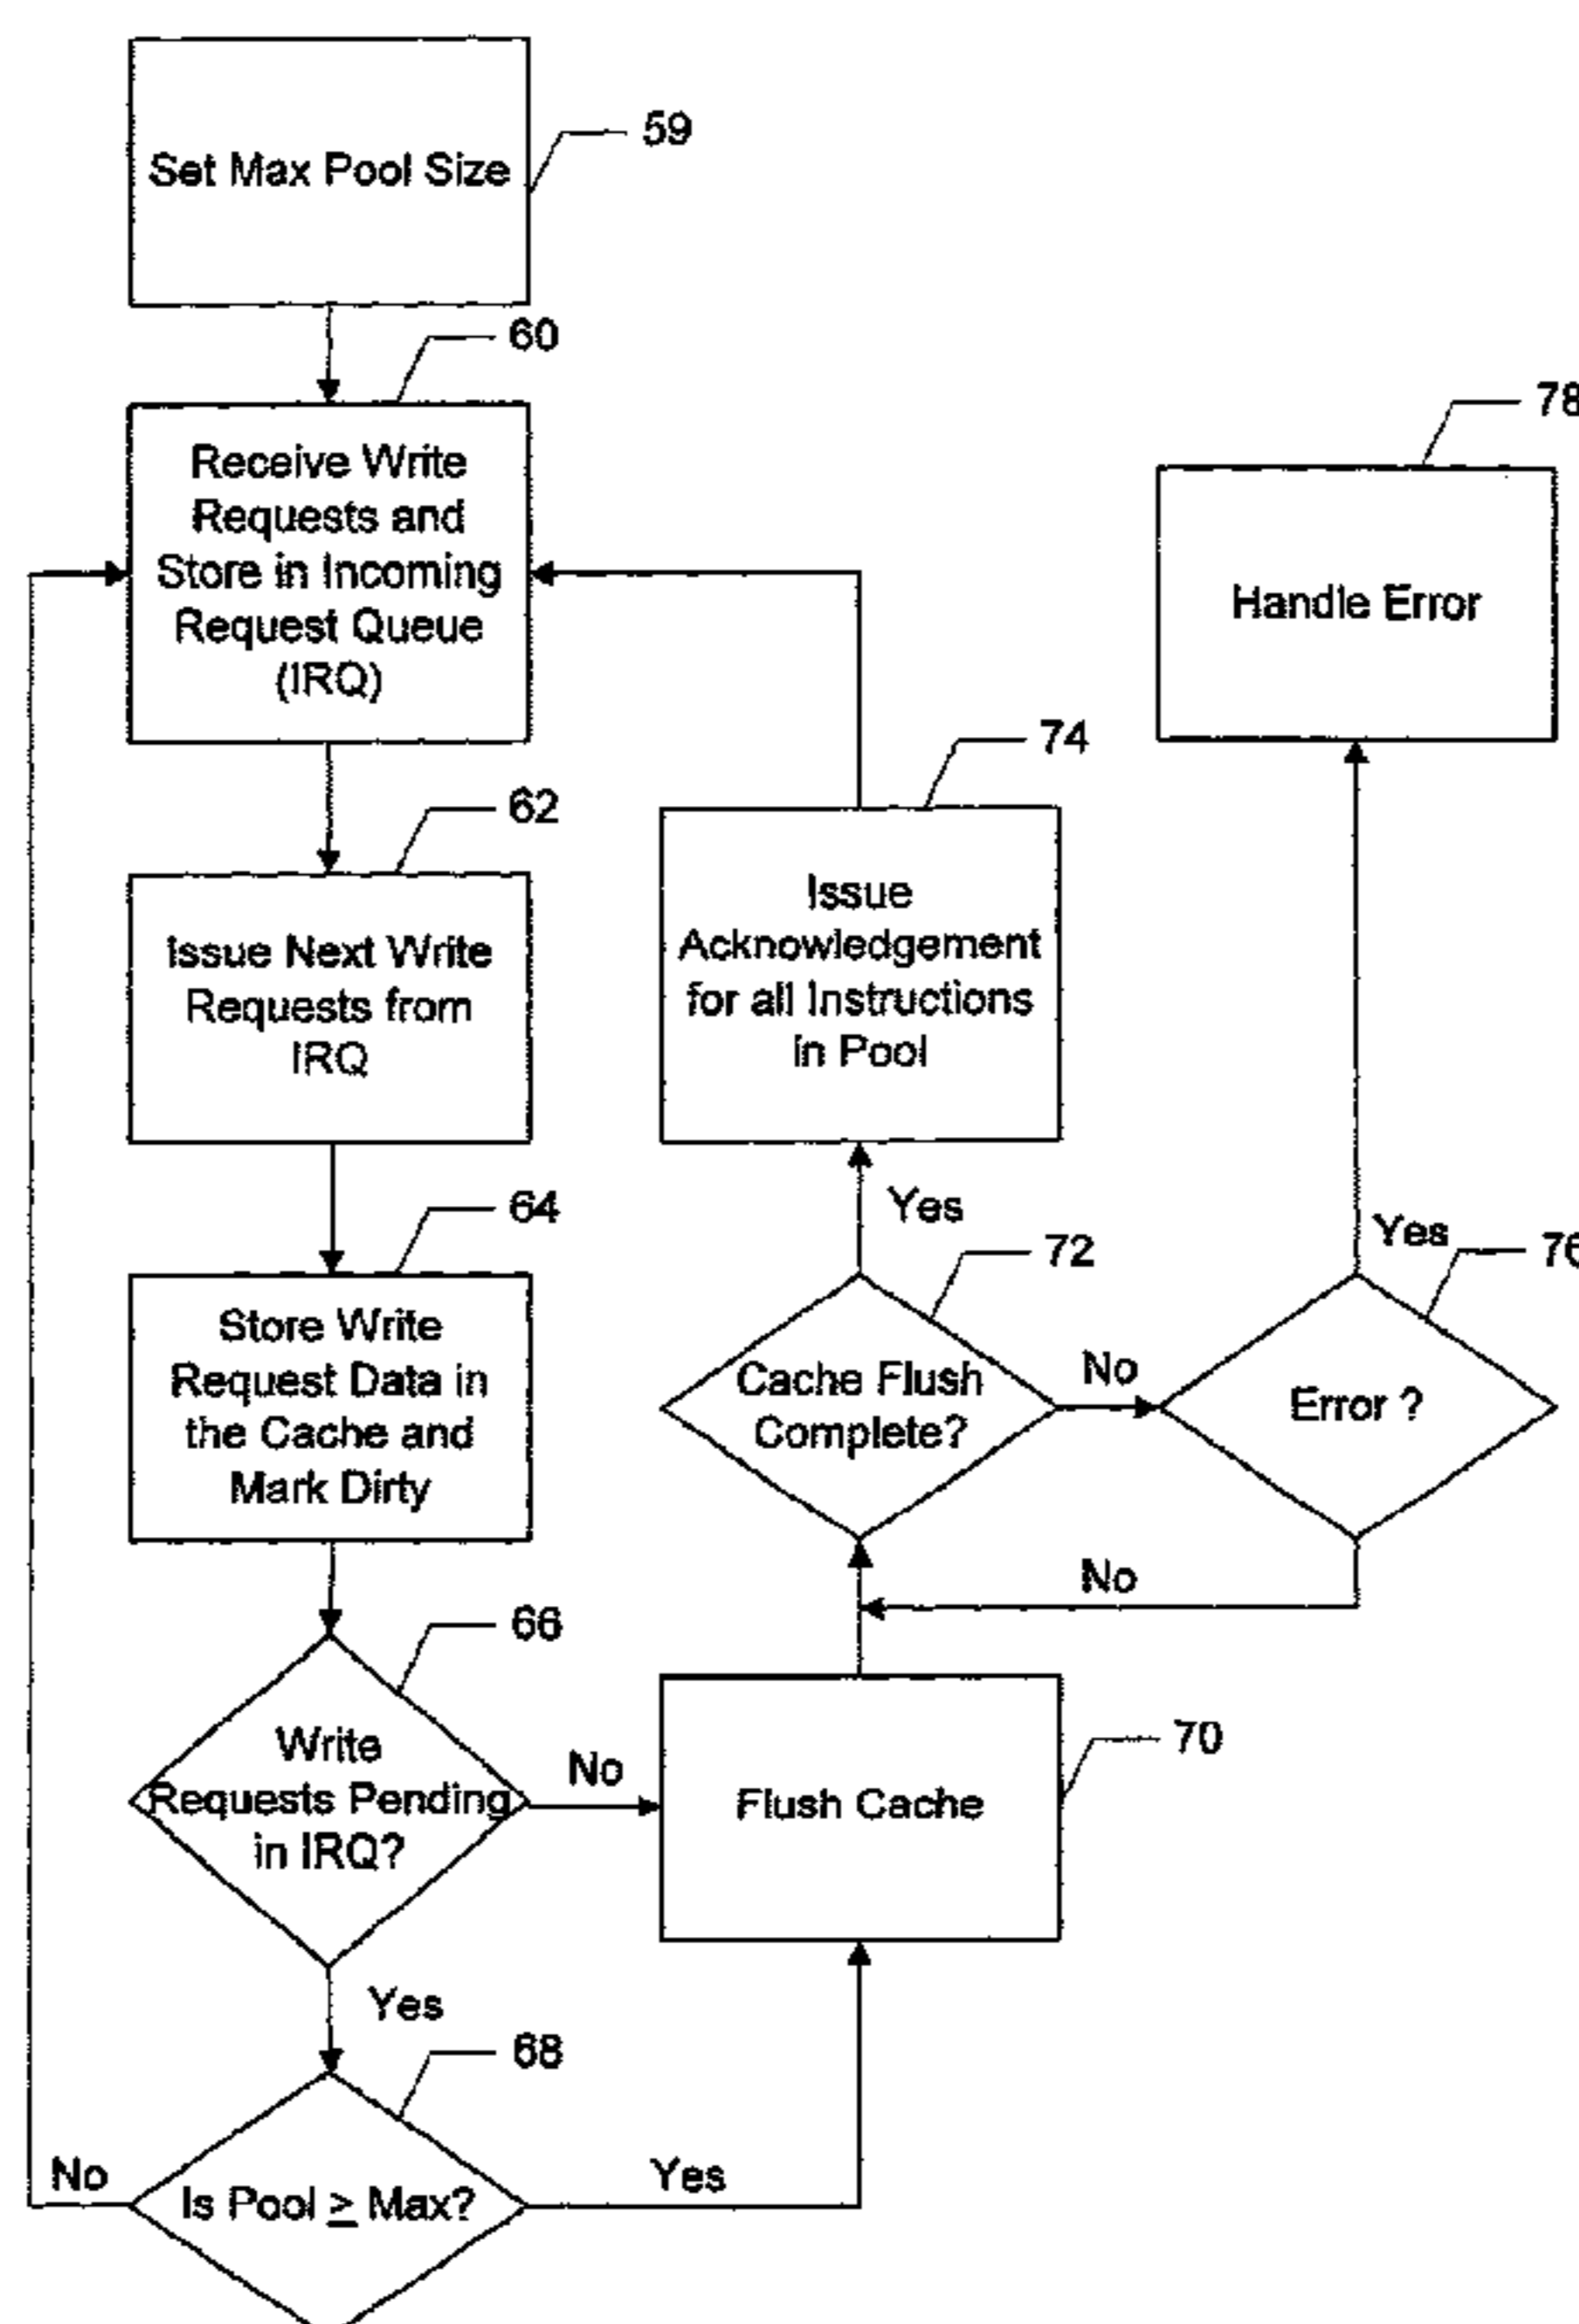 Set Max Pool Size
59
60
Receive Write
Requests and
Store in Incoming
Request Queue
(IRQ)
78
Handle Error
62
Issue Next Write
Requests from
IRQ
74
Issue
Acknowledgement
for all Instructions
in Pool
64
Store Write
Request Data in
the Cache and
Mark Dirty
Yes
72
Cache Flush
Complete?
No
Yes
76
Error ?
No
66
Write
Requests Pending
in IRQ?
No
70
Flush Cache
Yes
68
No
Is Pool ≥ Max?
Yes